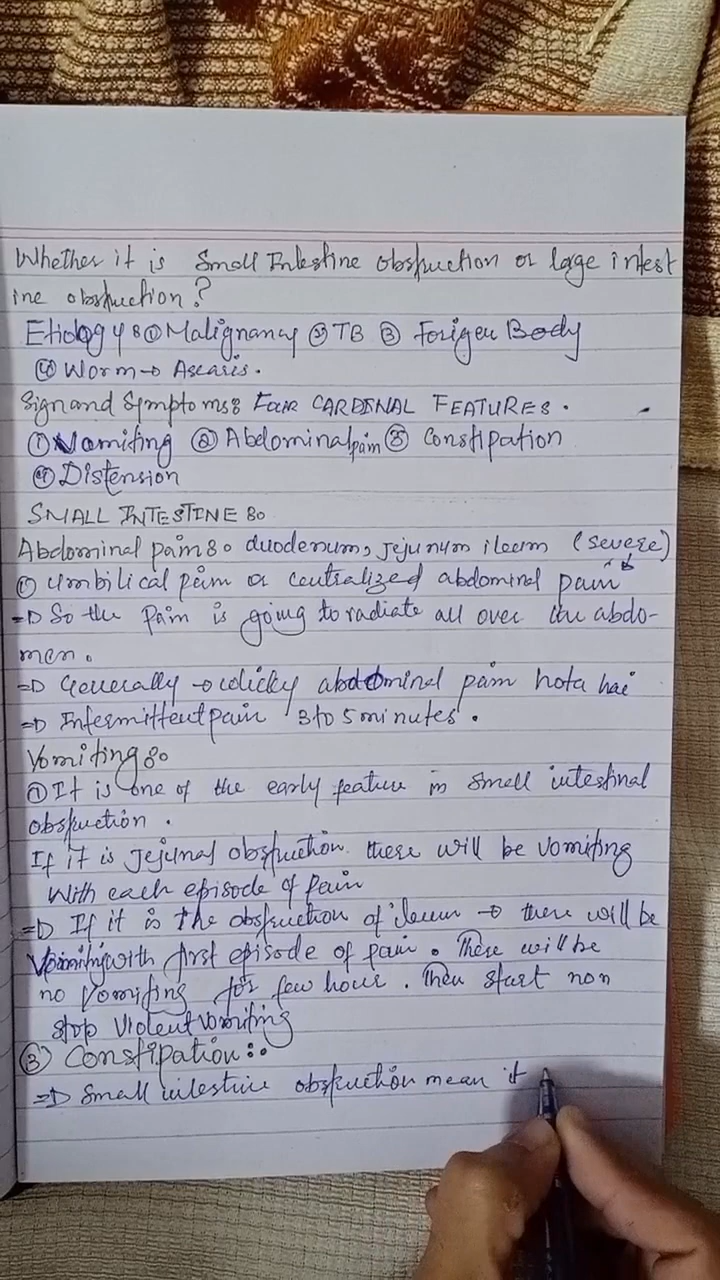 Whether it is Small Intestine obstruction or large intest
ine obstruction?
Etiology: ① Malignancy ② TB ③ Forigen Body
④ Worm → Ascaris.
Sign and Symptoms: FOUR CARDINAL FEATURES.
① Vomiting ② Abdominal pain ③ Constipation
④ Distension
SMALL INTESTINE:
Abdominal pain: duodenum, Jejunum ileum (severe)
① Umbilical pain or centralized abdominal pain
⇒ So the Pain is going to radiate all over the abdo-
men.
⇒ Generally → colicky abdominal pain hota hai
⇒ Intermittent pain 3 to 5 minutes.
Vomiting:
① It is one of the early feature in Small intestinal
obstruction.
If it is Jejunal obstruction there will be vomiting
With each episode of Pain
⇒ If it is the obstruction of ileum → there will be
Vomiting with first episode of pain. There will be
no Vomiting for few hour. Then start non
stop Violent vomiting
③ Constipation:
⇒ Small intestine obstruction mean it